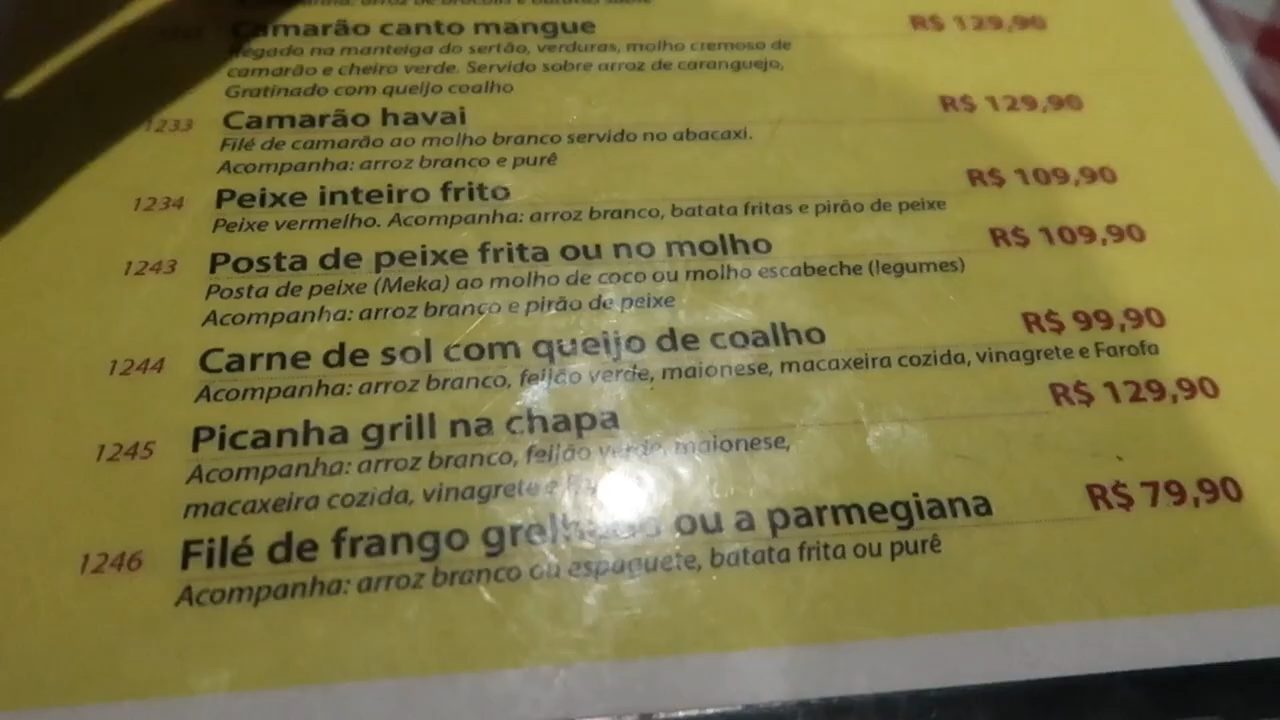 Camarão canto mangue R$ 129,90
regado na manteiga do sertão, verduras, molho cremoso de
camarão e cheiro verde. Servido sobre arroz de caranguejo,
Gratinado com queijo coalho
1233 Camarão havai R$ 129,90
Filé de camarão ao molho branco servido no abacaxi.
Acompanha: arroz branco e purê
1234 Peixe inteiro frito R$ 109,90
Peixe vermelho. Acompanha: arroz branco, batata fritas e pirão de peixe
1243 Posta de peixe frita ou no molho R$ 109,90
Posta de peixe (Meka) ao molho de coco ou molho escabeche (legumes)
Acompanha: arroz branco e pirão de peixe
1244 Carne de sol com queijo de coalho R$ 99,90
Acompanha: arroz branco, feijão verde, maionese, macaxeira cozida, vinagrete e Farofa
1245 Picanha grill na chapa R$ 129,90
Acompanha: arroz branco, feijão verde, maionese,
macaxeira cozida, vinagrete e
1246 Filé de frango grelhado ou a parmegiana R$ 79,90
Acompanha: arroz branco ou espaguete, batata frita ou purê